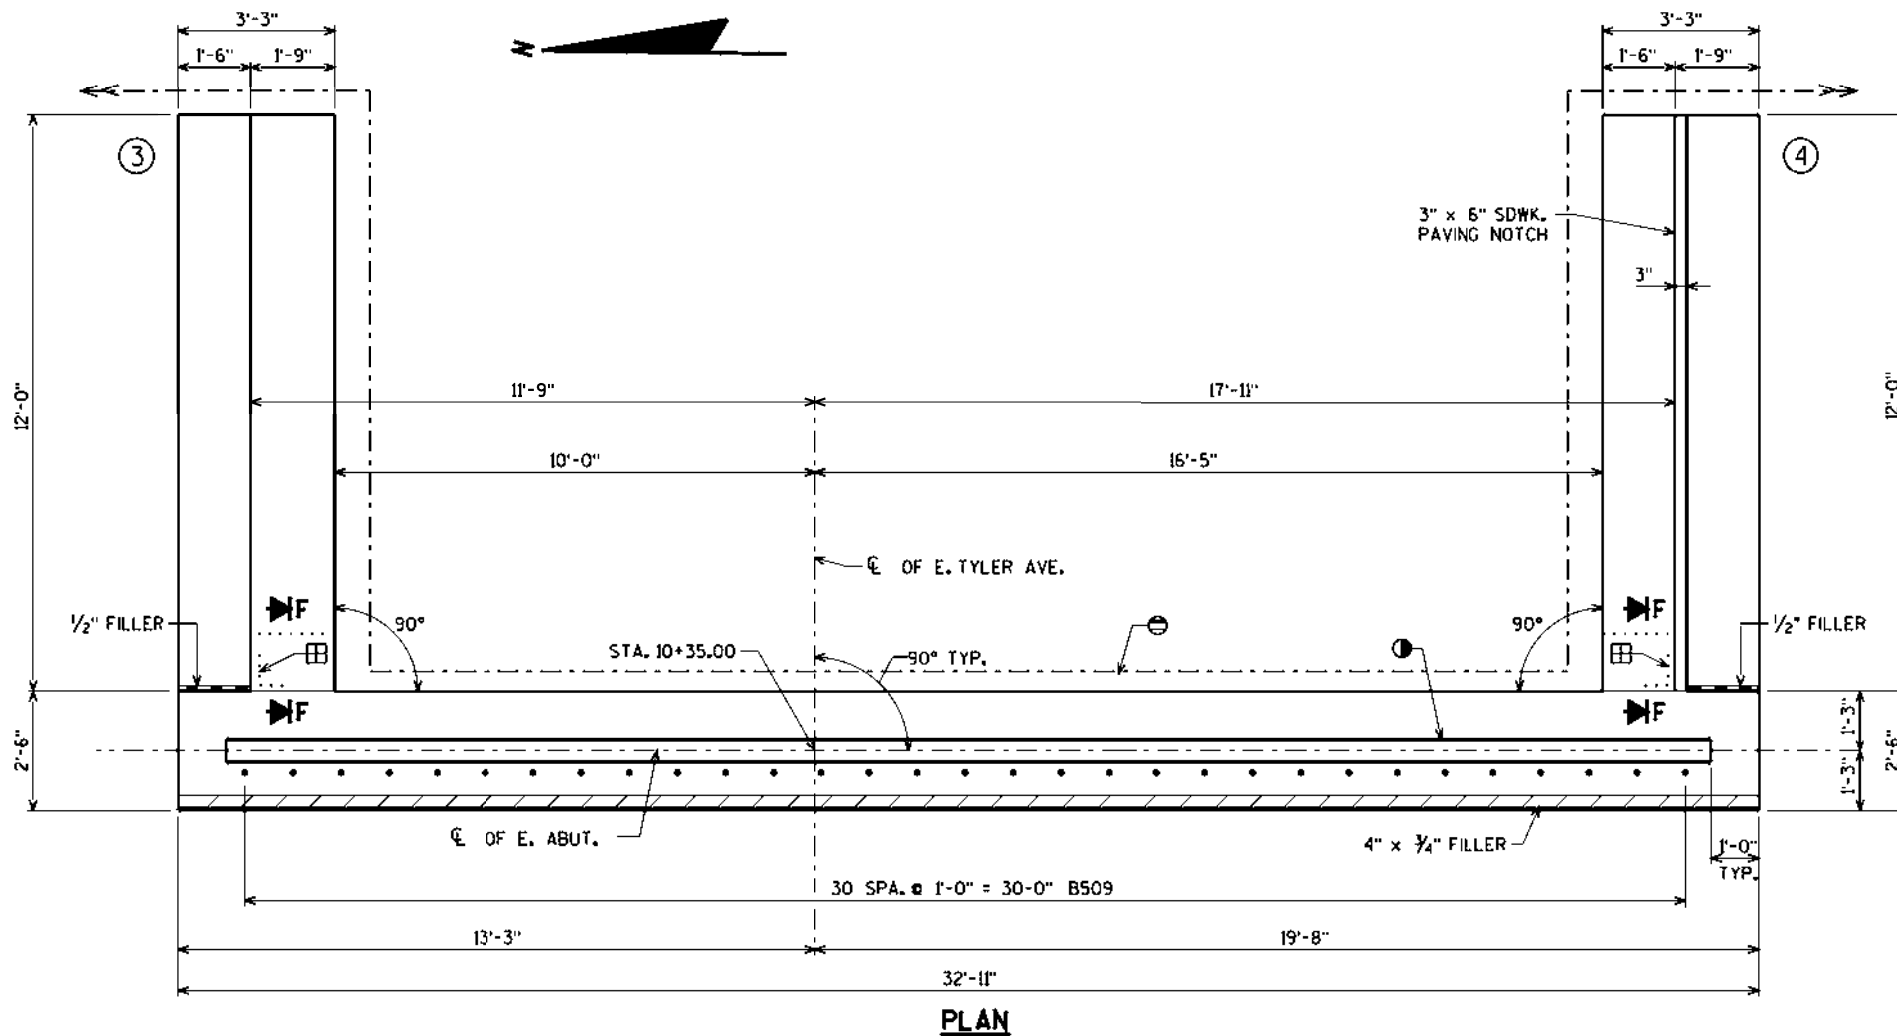 3'-3"
3'-3"
1'-6"
1'-9"
N
1'-6"
1'-9"
3
4
3" x 6" SDWK.
PAVING NOTCH
3"
12'-0"
11'-9"
17'-11"
12'-0"
10'-0"
16'-5"
℄ OF E. TYLER AVE.
F
F
½" FILLER
90°
90°
½" FILLER
STA. 10+35.00
90° TYP.
F
F
2'-6"
1'-3"
2'-6"
1'-3"
℄ OF E. ABUT.
4" x ¾" FILLER
1'-0"
TYP.
30 SPA. @ 1'-0" = 30-0" B509
13'-3"
19'-8"
32'-11"
PLAN